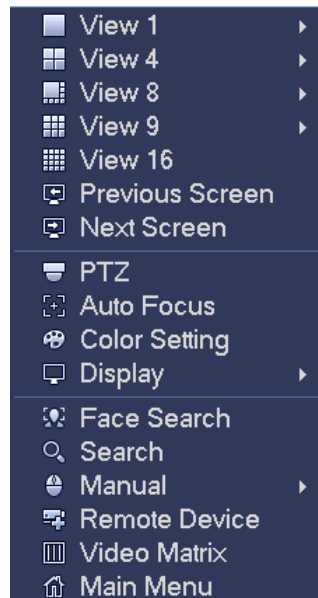 View 1
View 4
View 8
View 9
View 16
Previous Screen
Next Screen
PTZ
Auto Focus
Color Setting
Display
Face Search
Search
Manual
Remote Device
Video Matrix
Main Menu